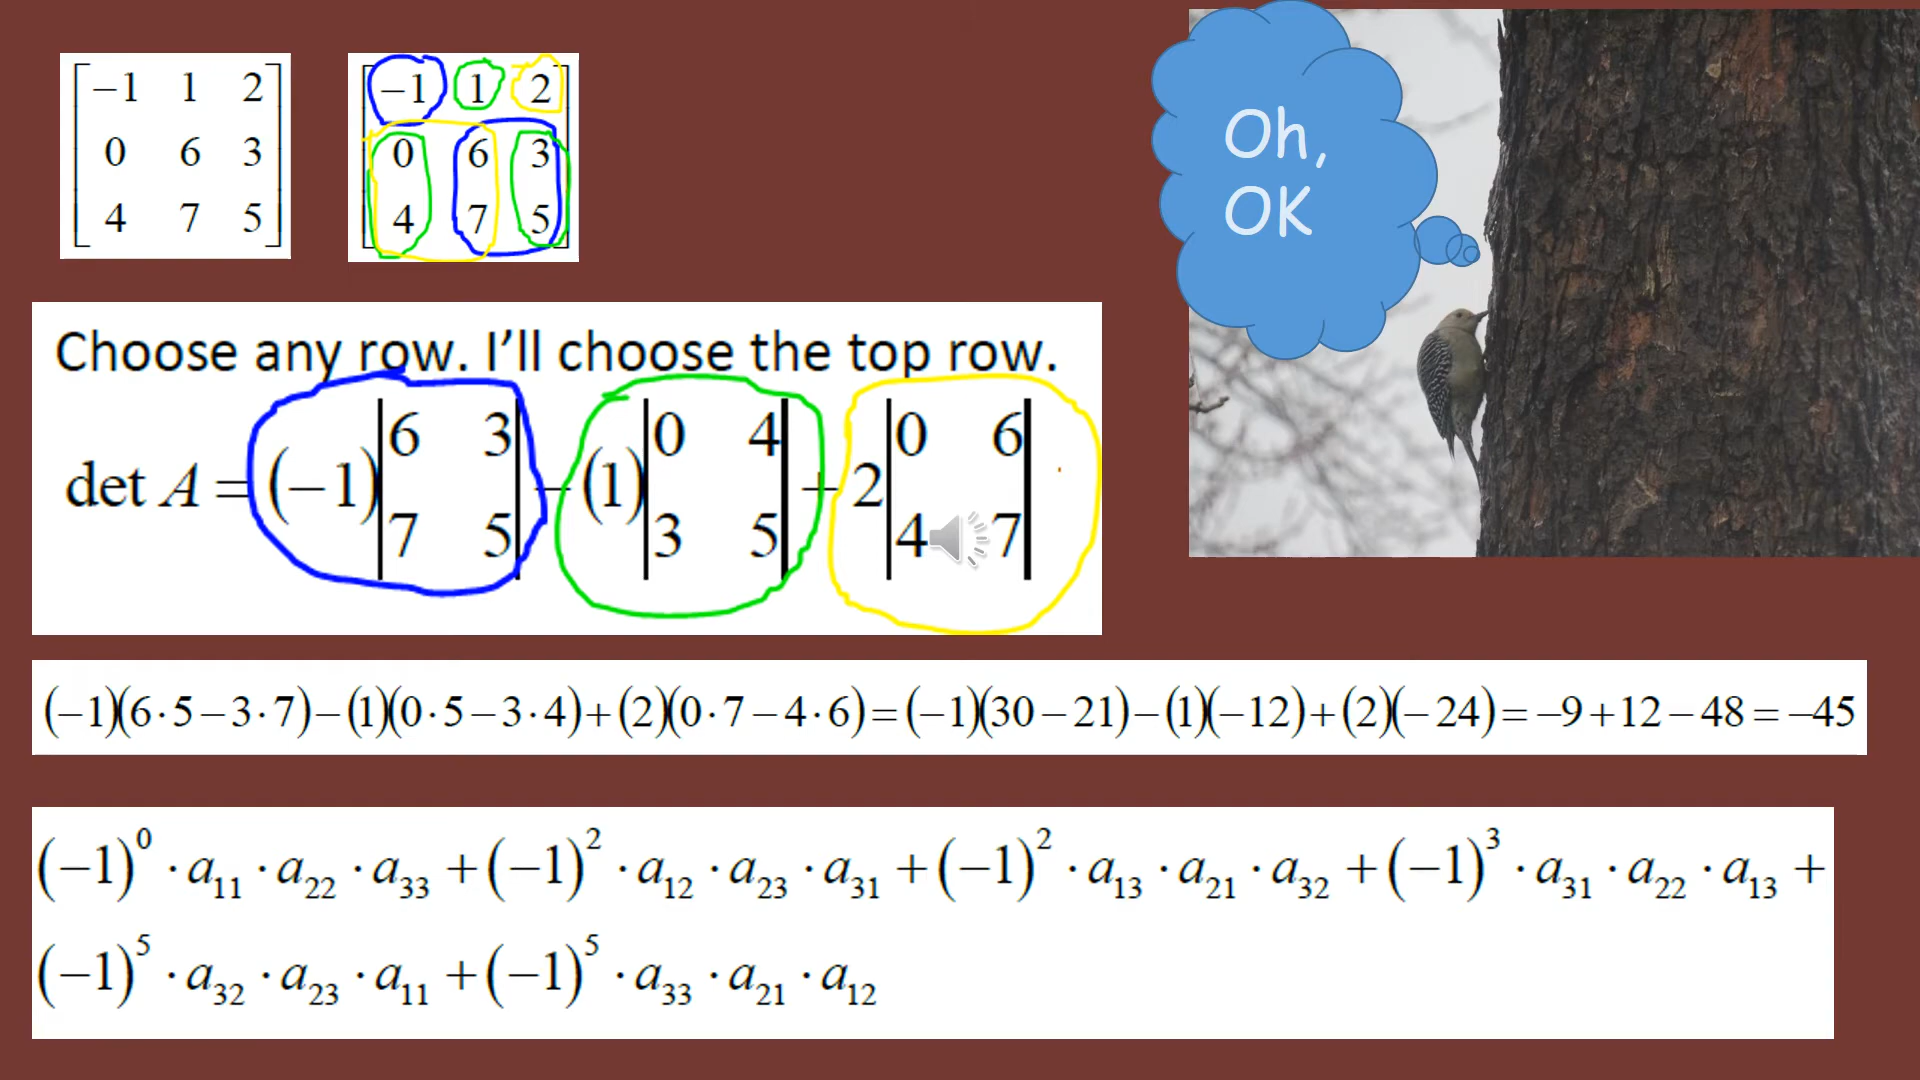 −1 1 2
0 6 3
4 7 5
−1 1 2
0 6 3
4 7 5
Oh,
OK
Choose any row. I’ll choose the top row.
det A = (−1) |6 3; 7 5| − (1) |0 4; 3 5| + 2 |0 6; 4 7|
(−1)(6·5−3·7)−(1)(0·5−3·4)+(2)(0·7−4·6)=(−1)(30−21)−(1)(−12)+(2)(−24)=−9+12−48=−45
(−1)⁰·a₁₁·a₂₂·a₃₃+(−1)²·a₁₂·a₂₃·a₃₁+(−1)²·a₁₃·a₂₁·a₃₂+(−1)³·a₃₁·a₂₂·a₁₃+
(−1)⁵·a₃₂·a₂₃·a₁₁+(−1)⁵·a₃₃·a₂₁·a₁₂